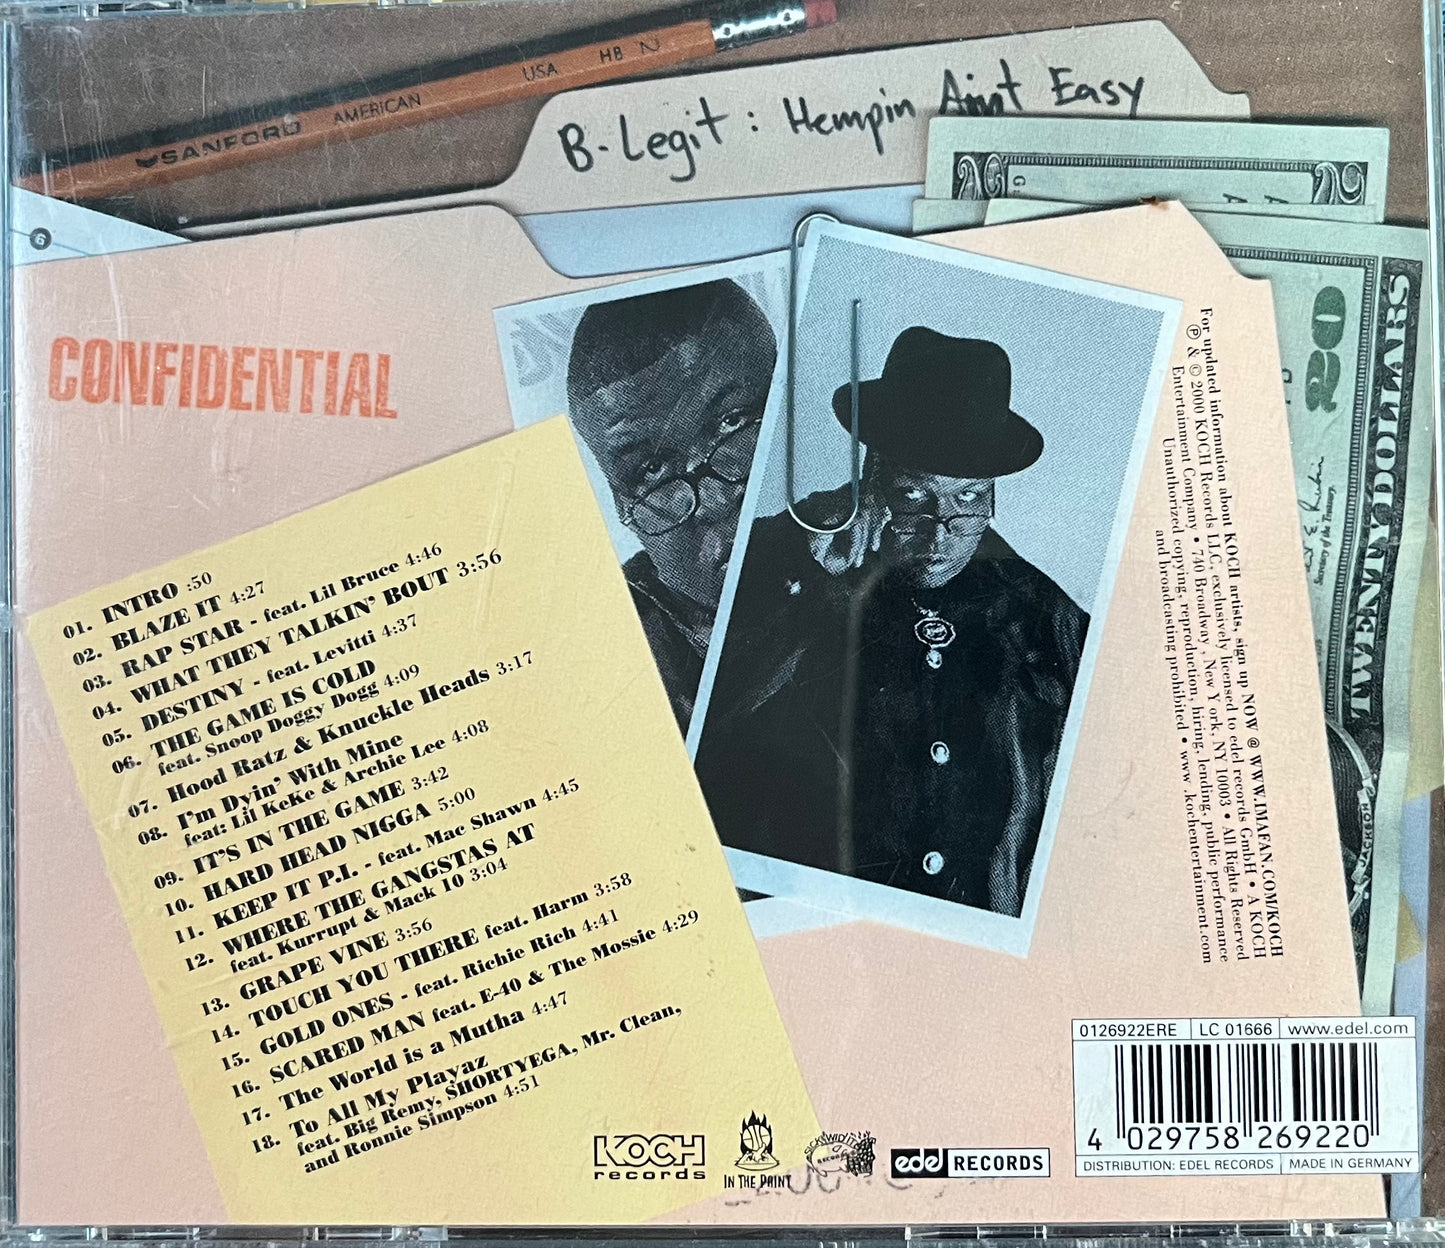 SANFORD AMERICAN USA HB 2
B-Legit: Hempin Aint Easy
CONFIDENTIAL
01. INTRO :50
02. BLAZE IT 4:27
03. RAP STAR - feat. Lil Bruce 4:46
04. WHAT THEY TALKIN' BOUT 3:56
05. DESTINY - feat. Levitti 4:37
06. THE GAME IS COLD
feat. Snoop Doggy Dogg 4:09
07. Hood Ratz & Knuckle Heads 3:17
08. I'm Dyin' With Mine
feat: Lil KeKe & Archie Lee 4:08
09. IT'S IN THE GAME 3:42
10. HARD HEAD NIGGA 5:00
11. KEEP IT P.I. - feat. Mac Shawn 4:45
12. WHERE THE GANGSTAS AT
feat. Kurrupt & Mack 10 3:04
13. GRAPE VINE 3:56
14. TOUCH YOU THERE feat. Harm 3:58
15. GOLD ONES - feat. Richie Rich 4:41
16. SCARED MAN feat. E-40 & The Mossie 4:29
17. The World is a Mutha 4:47
18. To All My Playaz
feat. Big Remy, SHORTYEGA, Mr. Clean,
and Ronnie Simpson 4:51
For updated information about KOCH artists, sign up NOW @ WWW.IMAFAN.COM/KOCH
℗ & © 2000 KOCH Records LLC, exclusively licensed to edel records GmbH • A KOCH
Entertainment Company • 740 Broadway, New York, NY 10003 • All Rights Reserved
Unauthorized copying, reproduction, hiring, lending, public performance
and broadcasting prohibited • www.kochentertainment.com
20
TWENTY DOLLARS
Secretary of the Treasury.
JACKSON
KOCH
records
IN THE PAINT
SICK WID' IT
RECORDS
edel RECORDS
0126922ERE LC 01666 www.edel.com
4 029758 269220
DISTRIBUTION: EDEL RECORDS MADE IN GERMANY